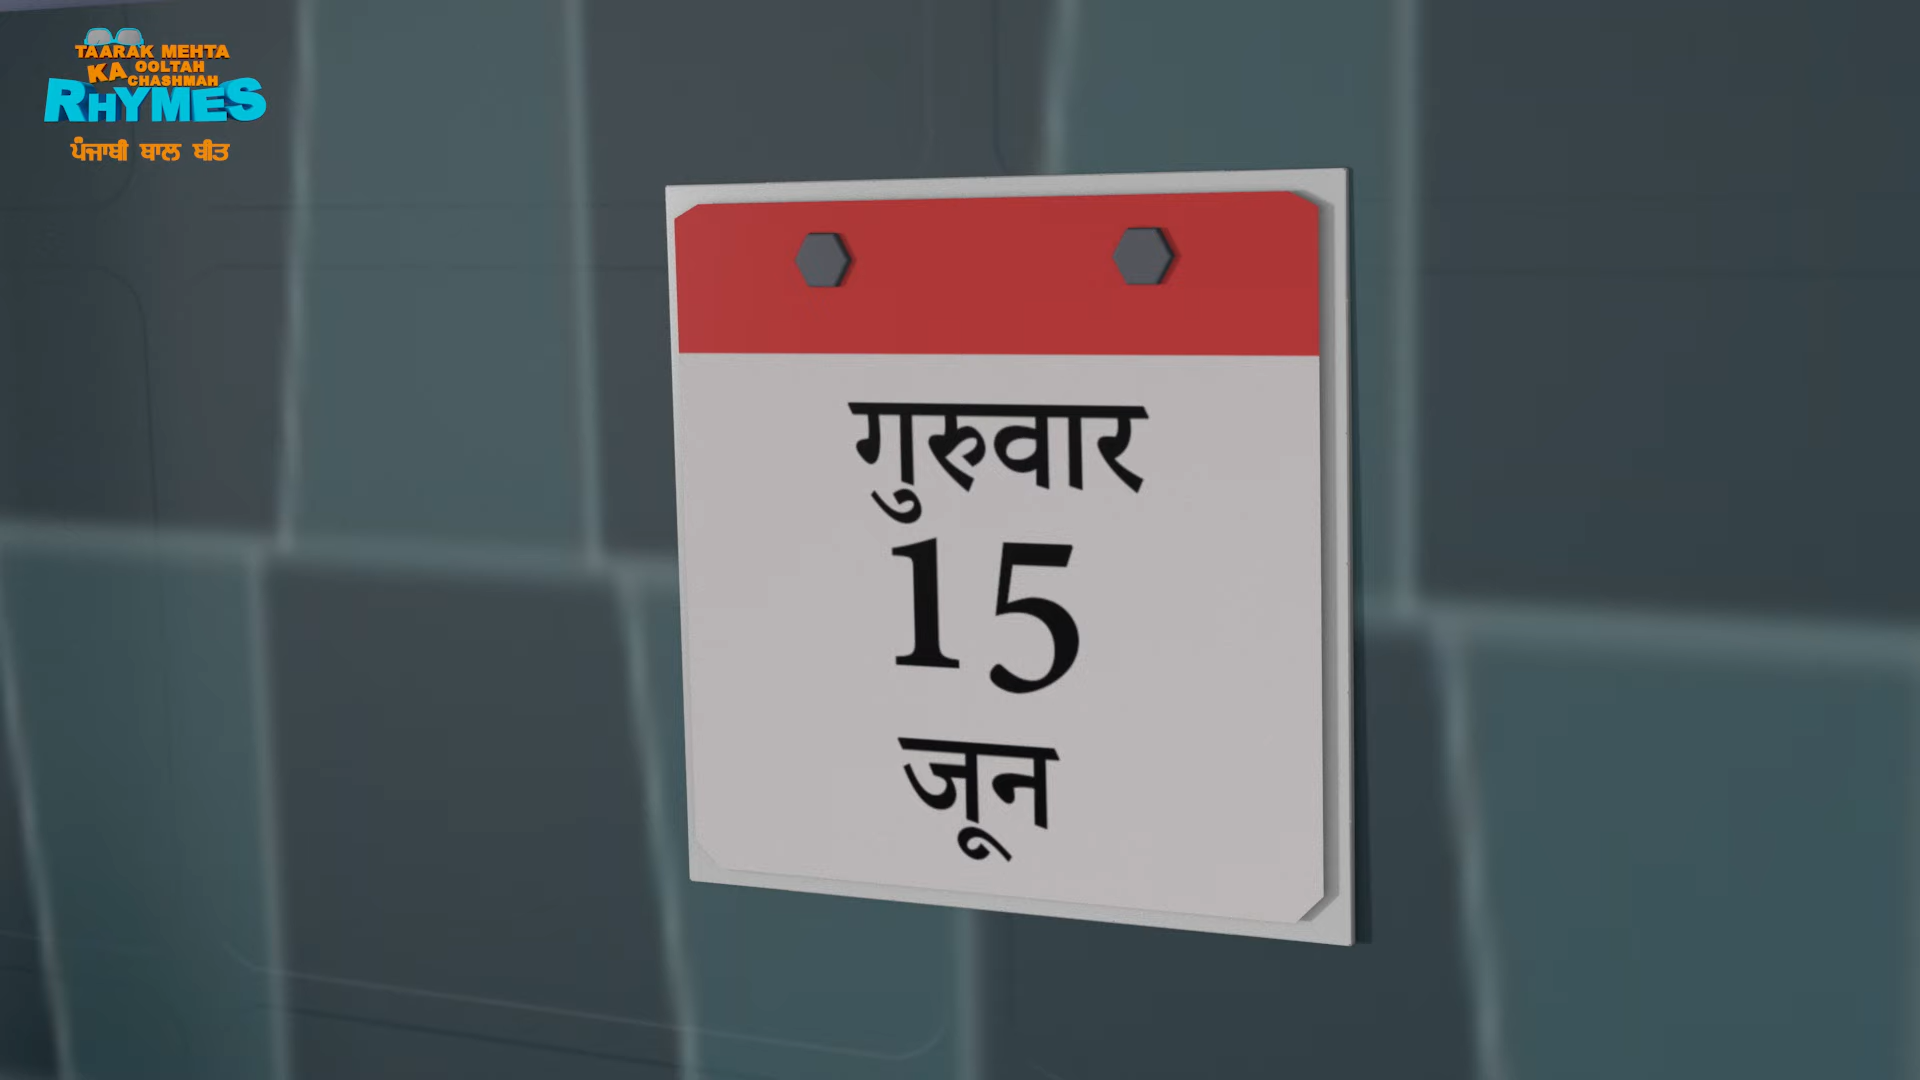 TAARAK MEHTA
KA OOLTAH
CHASHMAH
RHYMES
ਪੰਜਾਬੀ ਬਾਲ ਬੀਤ
गुरुवार
15
जून